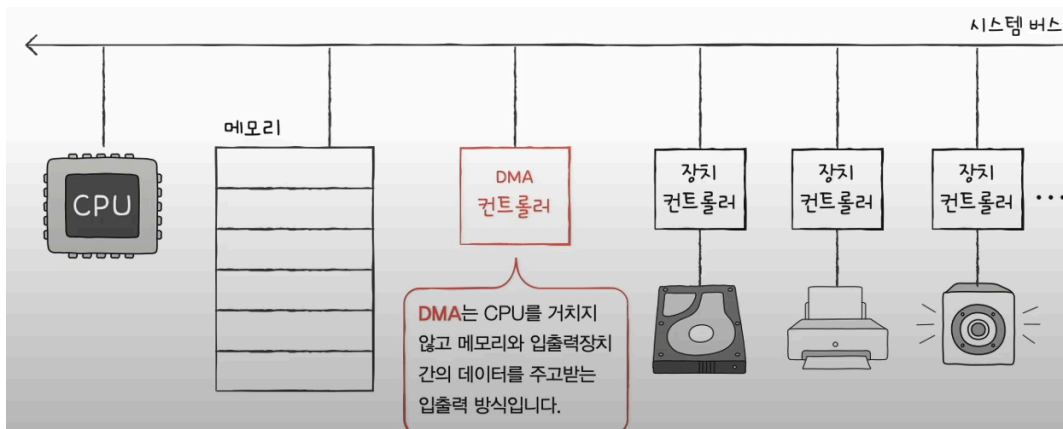 시스템 버스
메모리
CPU
DMA
컨트롤러
장치
컨트롤러
장치
컨트롤러
장치
컨트롤러
...
DMA는 CPU를 거치지
않고 메모리와 입출력장치
간의 데이터를 주고받는
입출력 방식입니다.